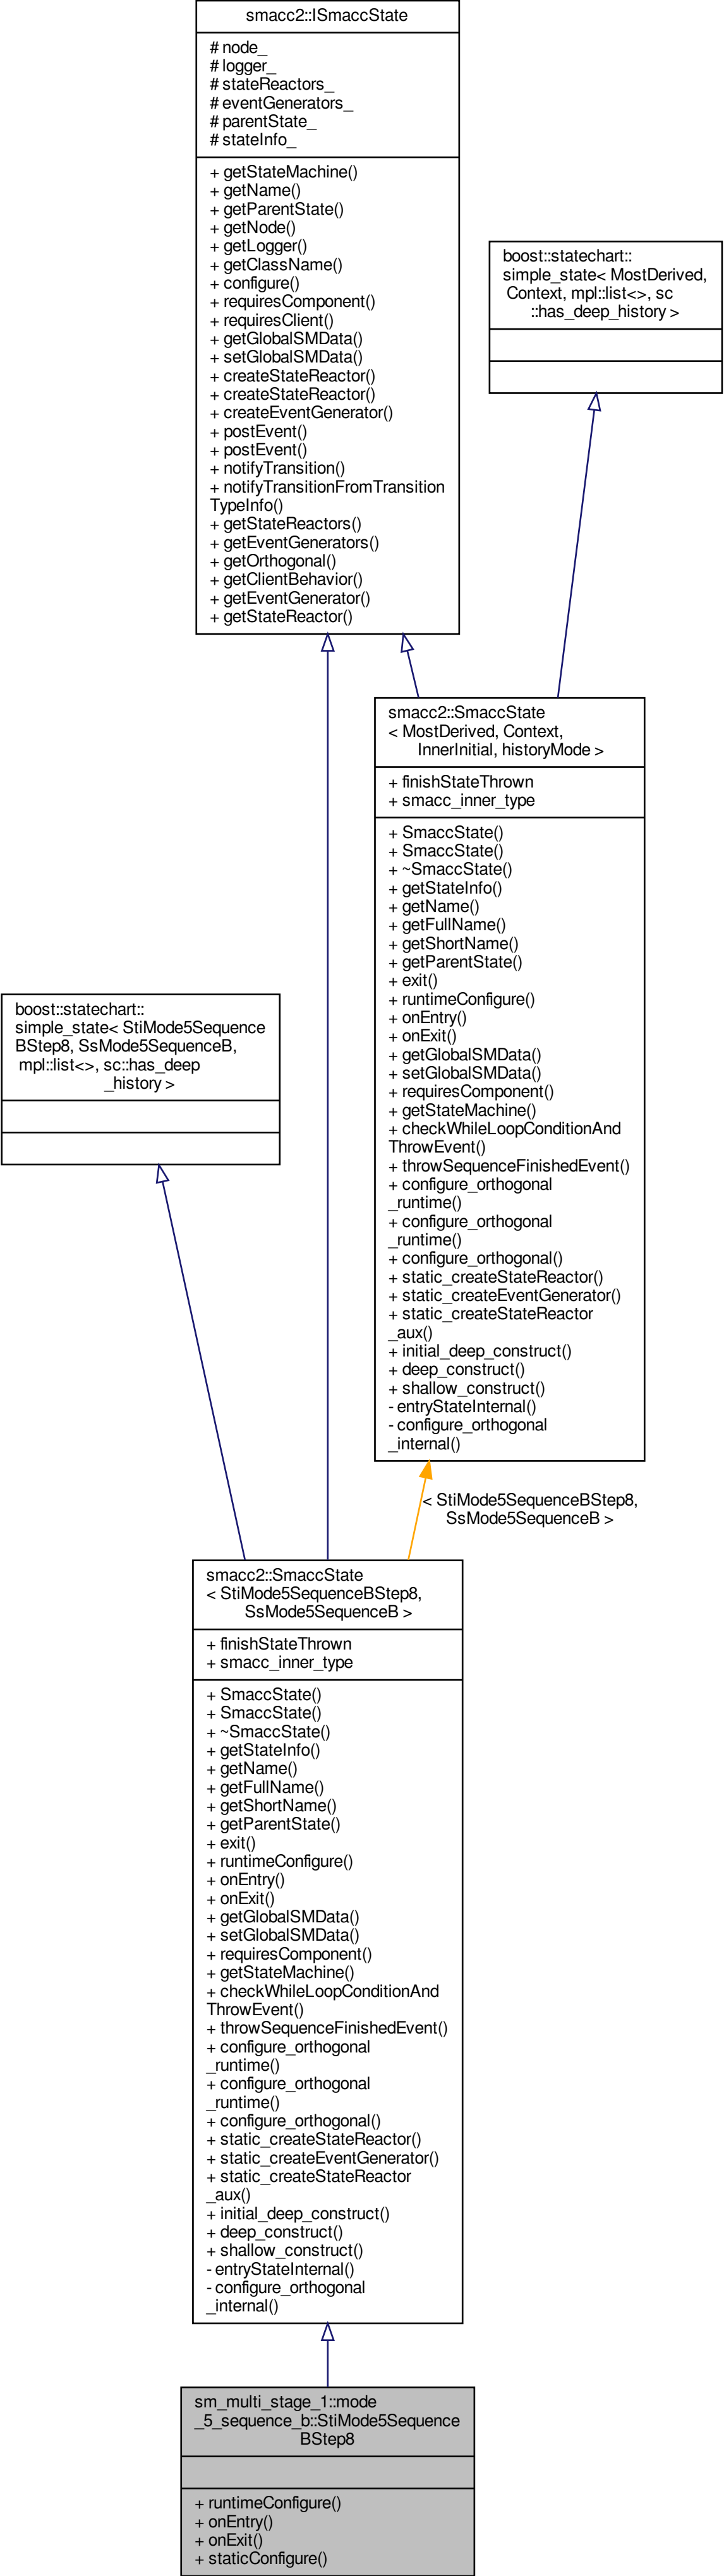 smacc2::ISmaccState
# node_
# logger_
# stateReactors_
# eventGenerators_
# parentState_
# stateInfo_
+ getStateMachine()
+ getName()
+ getParentState()
+ getNode()
+ getLogger()
+ getClassName()
+ configure()
+ requiresComponent()
+ requiresClient()
+ getGlobalSMData()
+ setGlobalSMData()
+ createStateReactor()
+ createStateReactor()
+ createEventGenerator()
+ postEvent()
+ postEvent()
+ notifyTransition()
+ notifyTransitionFromTransition
TypeInfo()
+ getStateReactors()
+ getEventGenerators()
+ getOrthogonal()
+ getClientBehavior()
+ getEventGenerator()
+ getStateReactor()
boost::statechart::
simple_state< MostDerived,
Context, mpl::list<>, sc
::has_deep_history >
smacc2::SmaccState
< MostDerived, Context,
InnerInitial, historyMode >
+ finishStateThrown
+ smacc_inner_type
+ SmaccState()
+ SmaccState()
+ ~SmaccState()
+ getStateInfo()
+ getName()
+ getFullName()
+ getShortName()
+ getParentState()
+ exit()
+ runtimeConfigure()
+ onEntry()
+ onExit()
+ getGlobalSMData()
+ setGlobalSMData()
+ requiresComponent()
+ getStateMachine()
+ checkWhileLoopConditionAnd
ThrowEvent()
+ throwSequenceFinishedEvent()
+ configure_orthogonal
_runtime()
+ configure_orthogonal
_runtime()
+ configure_orthogonal()
+ static_createStateReactor()
+ static_createEventGenerator()
+ static_createStateReactor
_aux()
+ initial_deep_construct()
+ deep_construct()
+ shallow_construct()
- entryStateInternal()
- configure_orthogonal
_internal()
boost::statechart::
simple_state< StiMode5Sequence
BStep8, SsMode5SequenceB,
mpl::list<>, sc::has_deep
_history >
< StiMode5SequenceBStep8,
SsMode5SequenceB >
smacc2::SmaccState
< StiMode5SequenceBStep8,
SsMode5SequenceB >
+ finishStateThrown
+ smacc_inner_type
+ SmaccState()
+ SmaccState()
+ ~SmaccState()
+ getStateInfo()
+ getName()
+ getFullName()
+ getShortName()
+ getParentState()
+ exit()
+ runtimeConfigure()
+ onEntry()
+ onExit()
+ getGlobalSMData()
+ setGlobalSMData()
+ requiresComponent()
+ getStateMachine()
+ checkWhileLoopConditionAnd
ThrowEvent()
+ throwSequenceFinishedEvent()
+ configure_orthogonal
_runtime()
+ configure_orthogonal
_runtime()
+ configure_orthogonal()
+ static_createStateReactor()
+ static_createEventGenerator()
+ static_createStateReactor
_aux()
+ initial_deep_construct()
+ deep_construct()
+ shallow_construct()
- entryStateInternal()
- configure_orthogonal
_internal()
sm_multi_stage_1::mode
_5_sequence_b::StiMode5Sequence
BStep8
+ runtimeConfigure()
+ onEntry()
+ onExit()
+ staticConfigure()